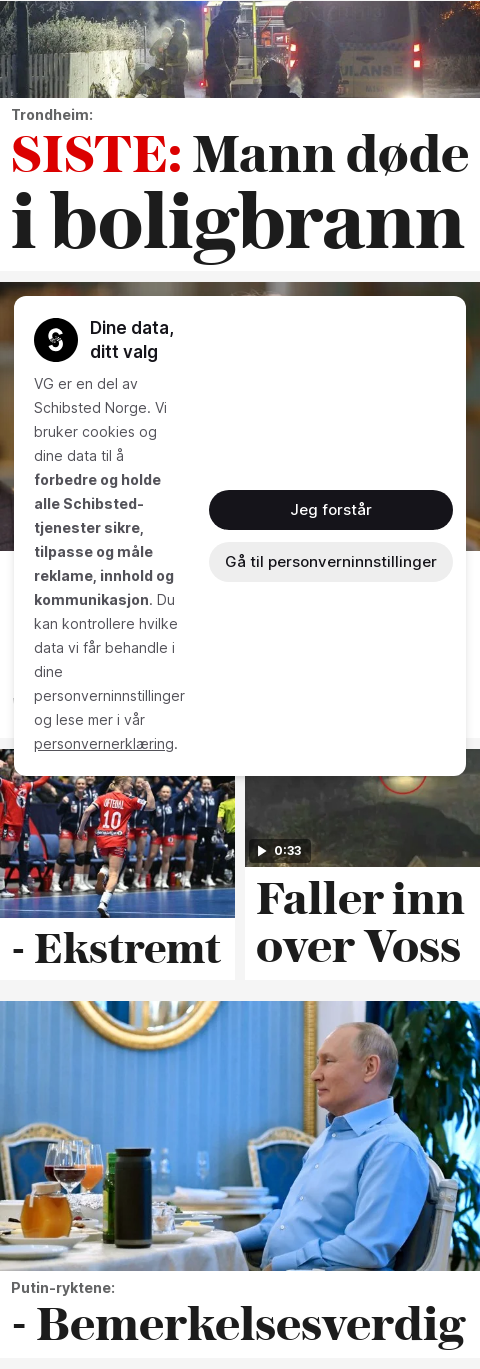 Trondheim:
SISTE: Mann døde
i boligbrann
Dine data,
ditt valg
VG er en del av
Schibsted Norge. Vi
bruker cookies og
dine data til å
forbedre og holde
alle Schibsted-
tjenester sikre,
tilpasse og måle
reklame, innhold og
kommunikasjon. Du
kan kontrollere hvilke
data vi får behandle i
dine
personverninnstillinger
og lese mer i vår
personvernerklæring.
Jeg forstår
Gå til personverninnstillinger
OFTEDAL
10
- Ekstremt
0:33
Faller inn
over Voss
Putin-ryktene:
- Bemerkelsesverdig